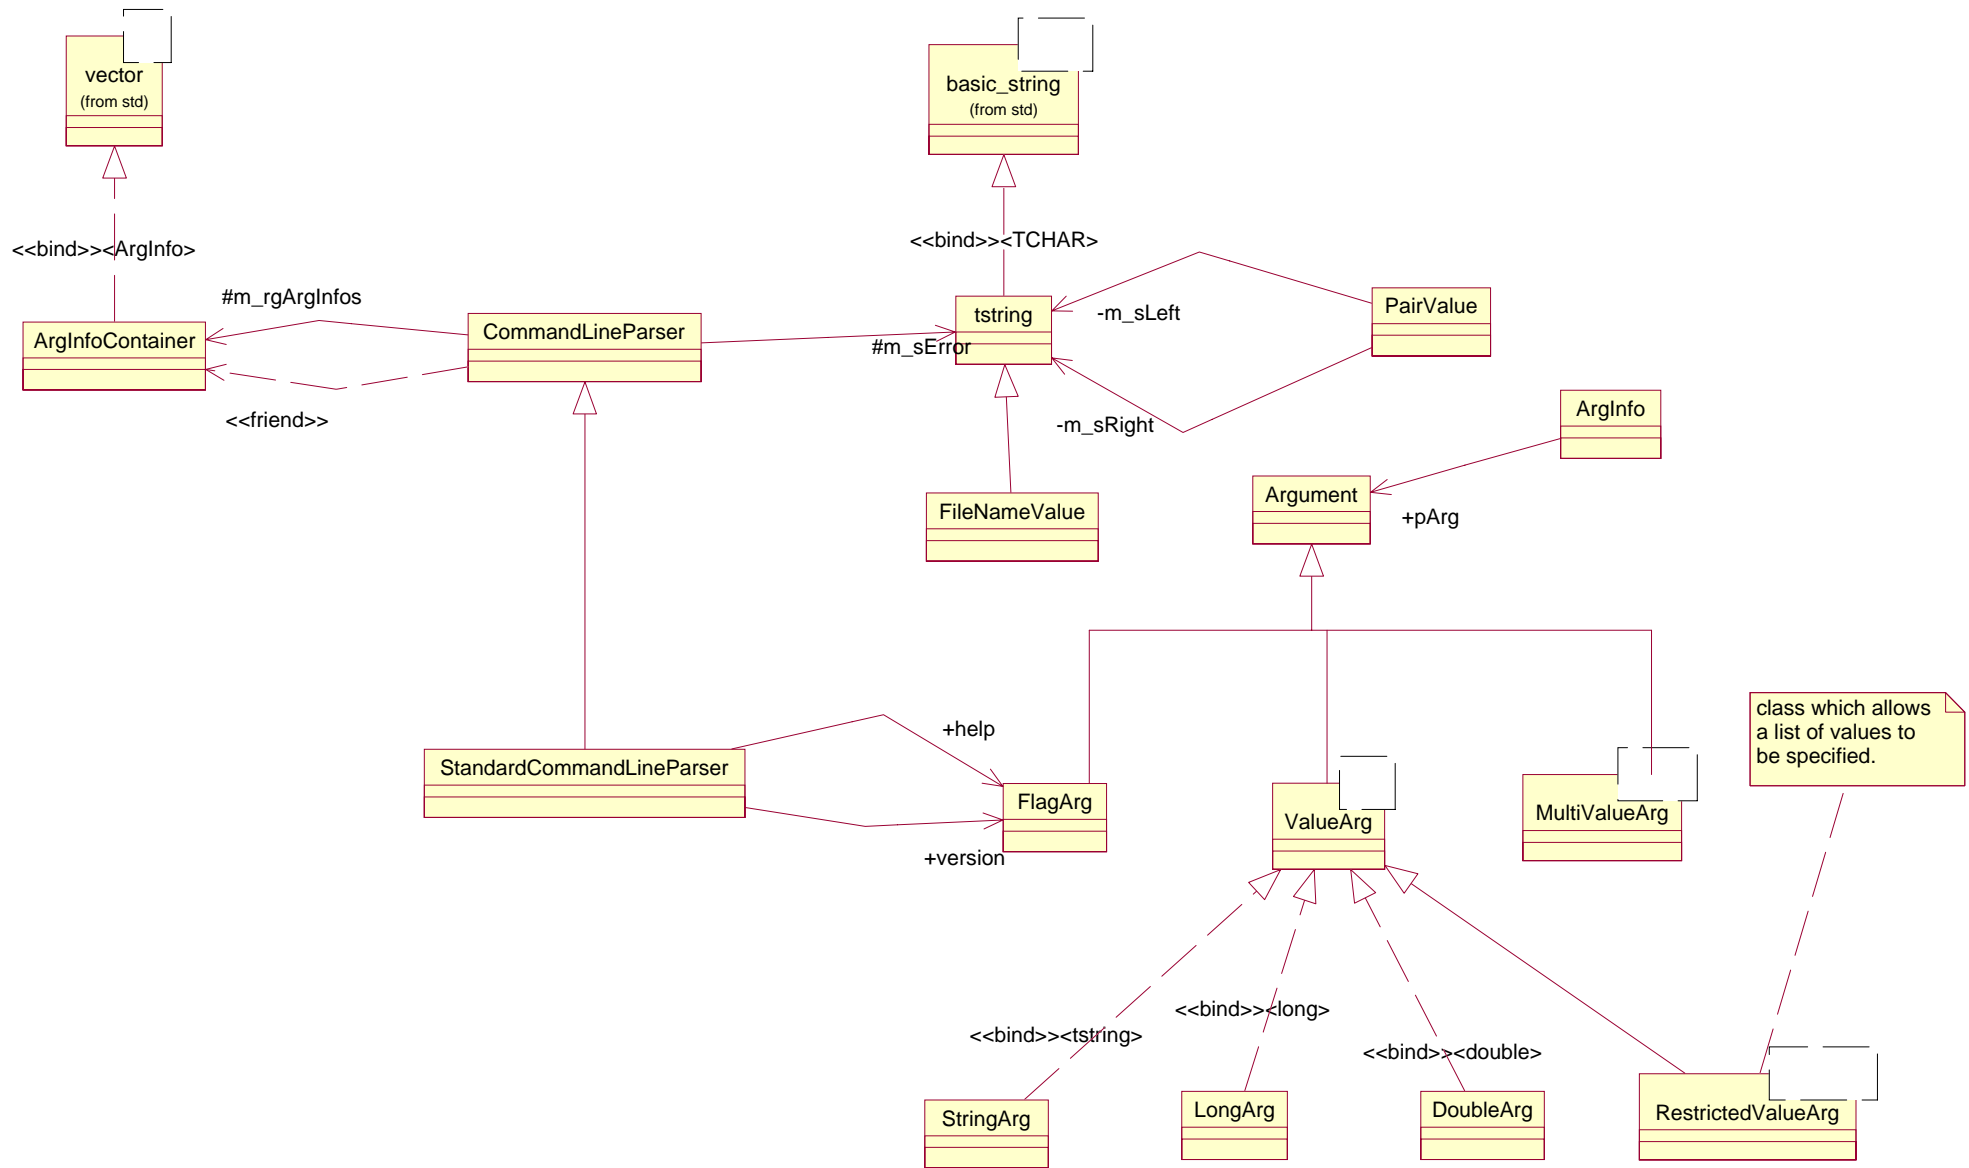 vector
(from std)
basic_string
(from std)
<<bind>><ArgInfo>
<<bind>><TCHAR>
#m_rgArgInfos
CommandLineParser
tstring
PairValue
-m_sLeft
ArgInfoContainer
#m_sError
<<friend>>
-m_sRight
ArgInfo
FileNameValue
Argument
+pArg
class which allows
a list of values to
be specified.
+help
StandardCommandLineParser
FlagArg
ValueArg
MultiValueArg
+version
<<bind>><tstring>
<<bind>><long>
<<bind>><double>
StringArg
LongArg
DoubleArg
RestrictedValueArg